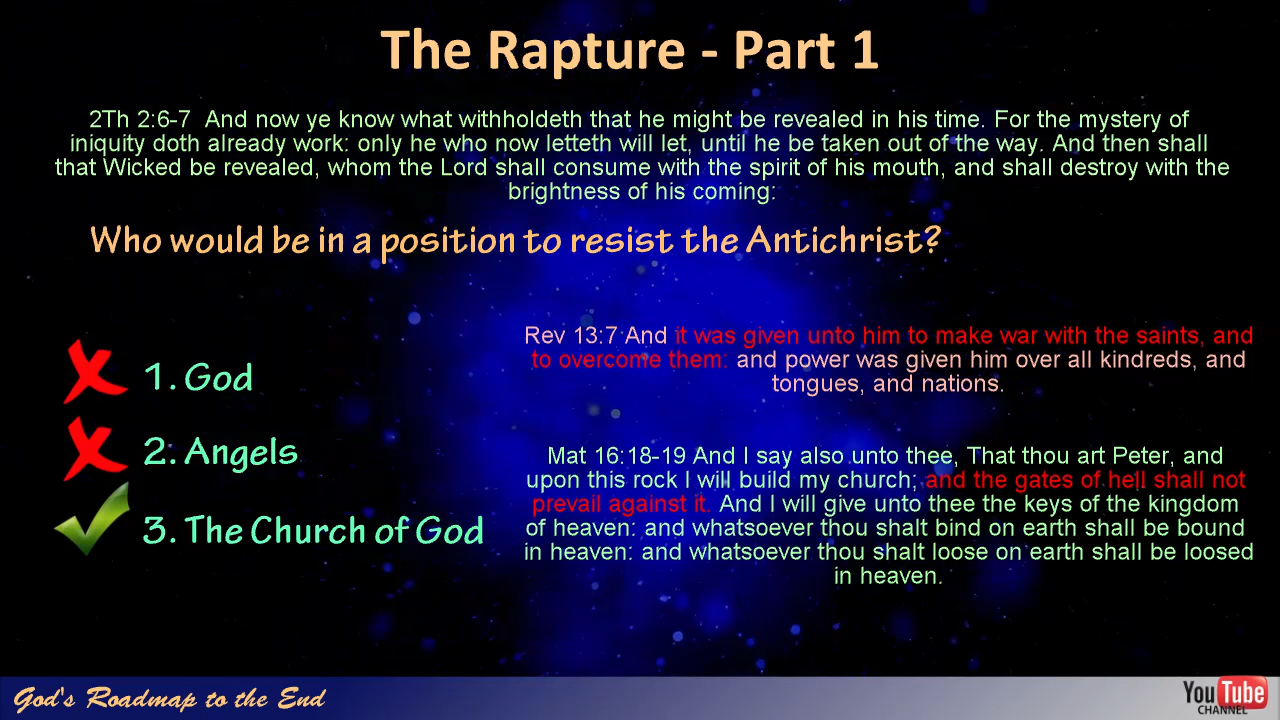 The Rapture - Part 1
2Th 2:6-7  And now ye know what withholdeth that he might be revealed in his time. For the mystery of
iniquity doth already work: only he who now letteth will let, until he be taken out of the way. And then shall
that Wicked be revealed, whom the Lord shall consume with the spirit of his mouth, and shall destroy with the
brightness of his coming:
Who would be in a position to resist the Antichrist?
1. God
2. Angels
3. The Church of God
Rev 13:7 And it was given unto him to make war with the saints, and
to overcome them: and power was given him over all kindreds, and
tongues, and nations.
Mat 16:18-19 And I say also unto thee, That thou art Peter, and
upon this rock I will build my church; and the gates of hell shall not
prevail against it. And I will give unto thee the keys of the kingdom
of heaven: and whatsoever thou shalt bind on earth shall be bound
in heaven: and whatsoever thou shalt loose on earth shall be loosed
in heaven.
God's Roadmap to the End
YouTube
CHANNEL